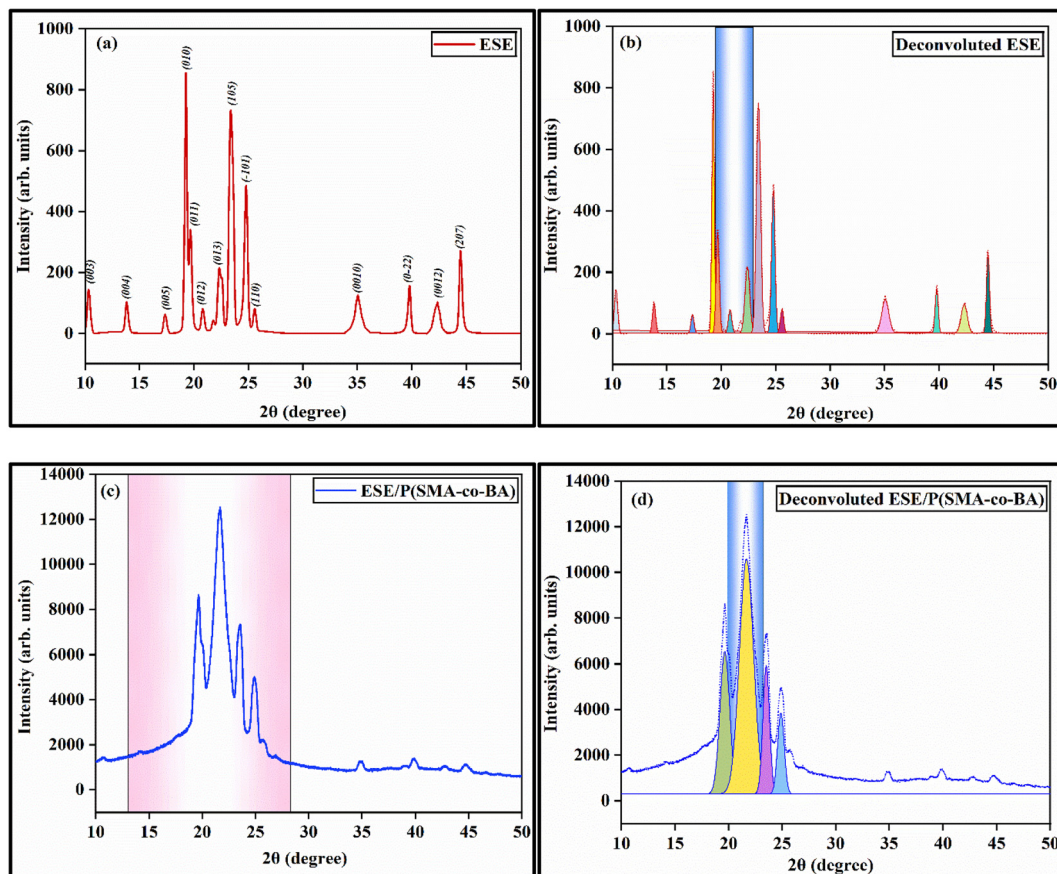 (a)
ESE
1000
800
600
400
200
0
Intensity (arb. units)
(003)
(004)
(005)
(010)
(011)
(012)
(013)
(105)
(-101)
(110)
(0010)
(0-22)
(0012)
(207)
10 15 20 25 30 35 40 45 50
2θ (degree)
(b)
Deconvoluted ESE
1000
800
600
400
200
0
Intensity (arb. units)
10 15 20 25 30 35 40 45 50
2θ (degree)
(c)
ESE/P(SMA-co-BA)
14000
12000
10000
8000
6000
4000
2000
0
Intensity (arb. units)
10 15 20 25 30 35 40 45 50
2θ (degree)
(d)
Deconvoluted ESE/P(SMA-co-BA)
14000
12000
10000
8000
6000
4000
2000
0
Intensity (arb. units)
10 15 20 25 30 35 40 45 50
2θ (degree)